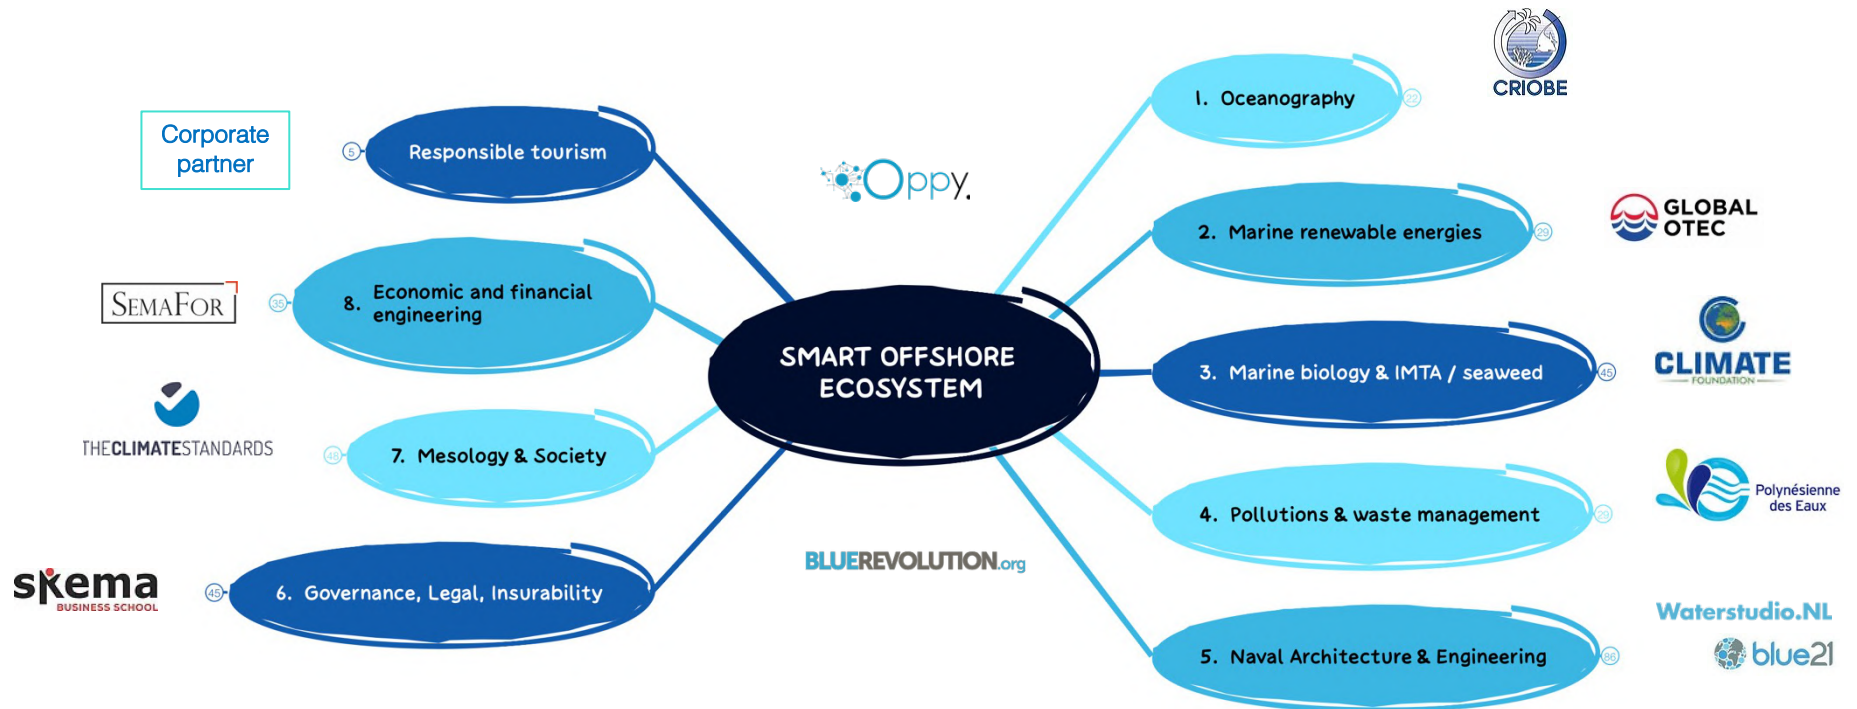 CRIOBE
1. Oceanography
22
Corporate
partner
5
Responsible tourism
Oppy.
2. Marine renewable energies
29
GLOBAL
OTEC
SEMAFOR
35
8. Economic and financial
engineering
SMART OFFSHORE
ECOSYSTEM
3. Marine biology & IMTA / seaweed
45
CLIMATE
FOUNDATION
THECLIMATESTANDARDS
48
7. Mesology & Society
4. Pollutions & waste management
29
Polynésienne
des Eaux
BLUEREVOLUTION.org
skema
BUSINESS SCHOOL
45
6. Governance, Legal, Insurability
5. Naval Architecture & Engineering
86
Waterstudio.NL
blue21